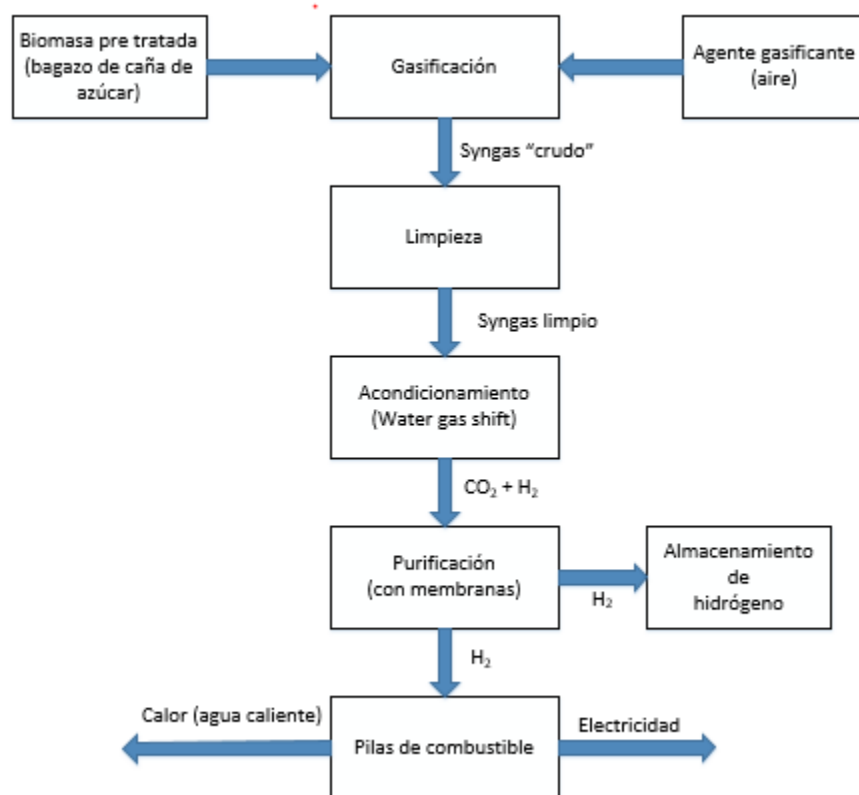 Biomasa pre tratada
(bagazo de caña de
azúcar)
Gasificación
Agente gasificante
(aire)
Syngas “crudo”
Limpieza
Syngas limpio
Acondicionamiento
(Water gas shift)
CO₂ + H₂
Purificación
(con membranas)
H₂
Almacenamiento
de
hidrógeno
H₂
Calor (agua caliente)
Pilas de combustible
Electricidad